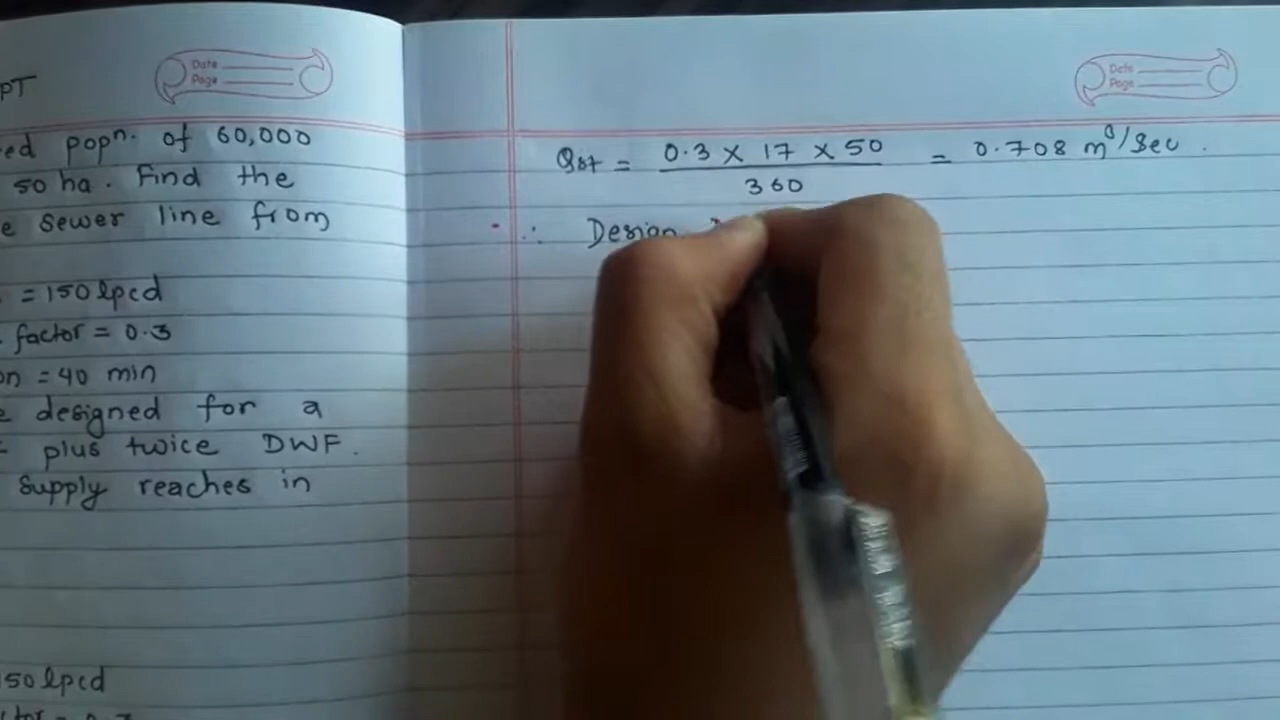 PT
Date
Page
ed popn. of 60,000
50 ha. Find the
e sewer line from
= 150 lpcd
factor = 0.3
on = 40 min
e designed for a
plus twice DWF.
Supply reaches in
50 lpcd
Date
Page
Qst = 0.3 X 17 X 50 / 360 = 0.708 m³/Sec.
∴ Design